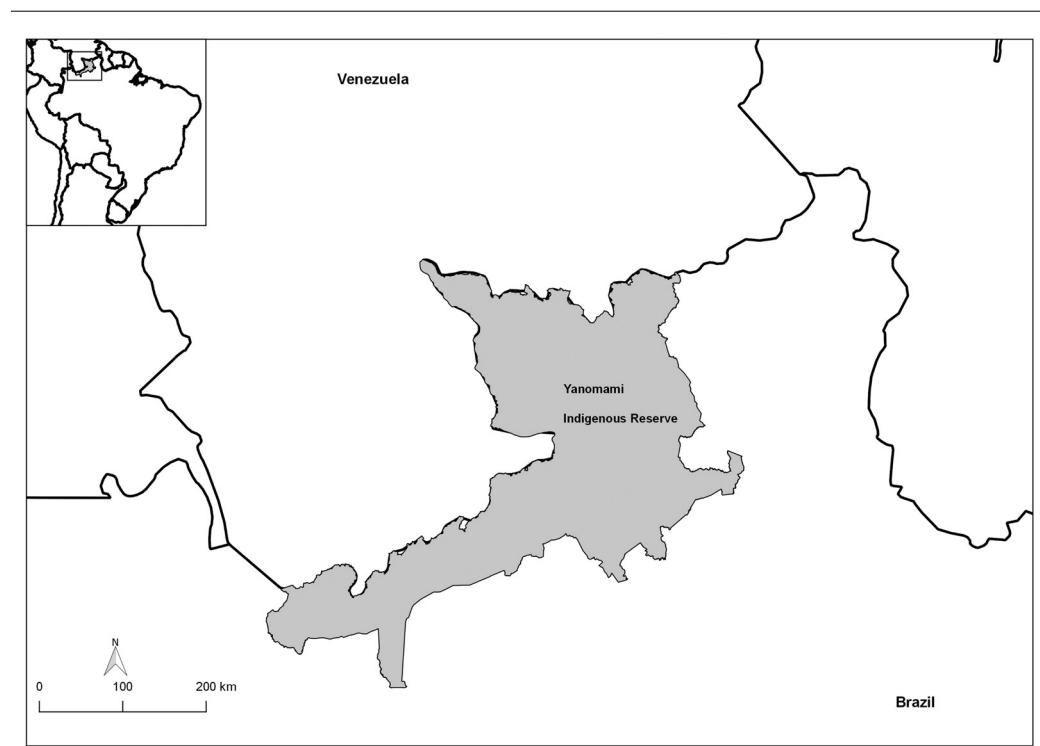 Venezuela
Yanomami
Indigenous Reserve
N
0 100 200 km
Brazil